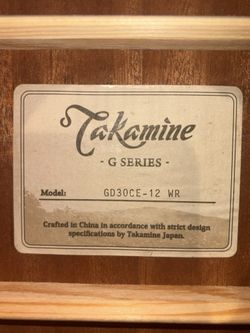 Takamine
- G SERIES -
Model: GD30CE-12 WR
Crafted in China in accordance with strict design
specifications by Takamine Japan.